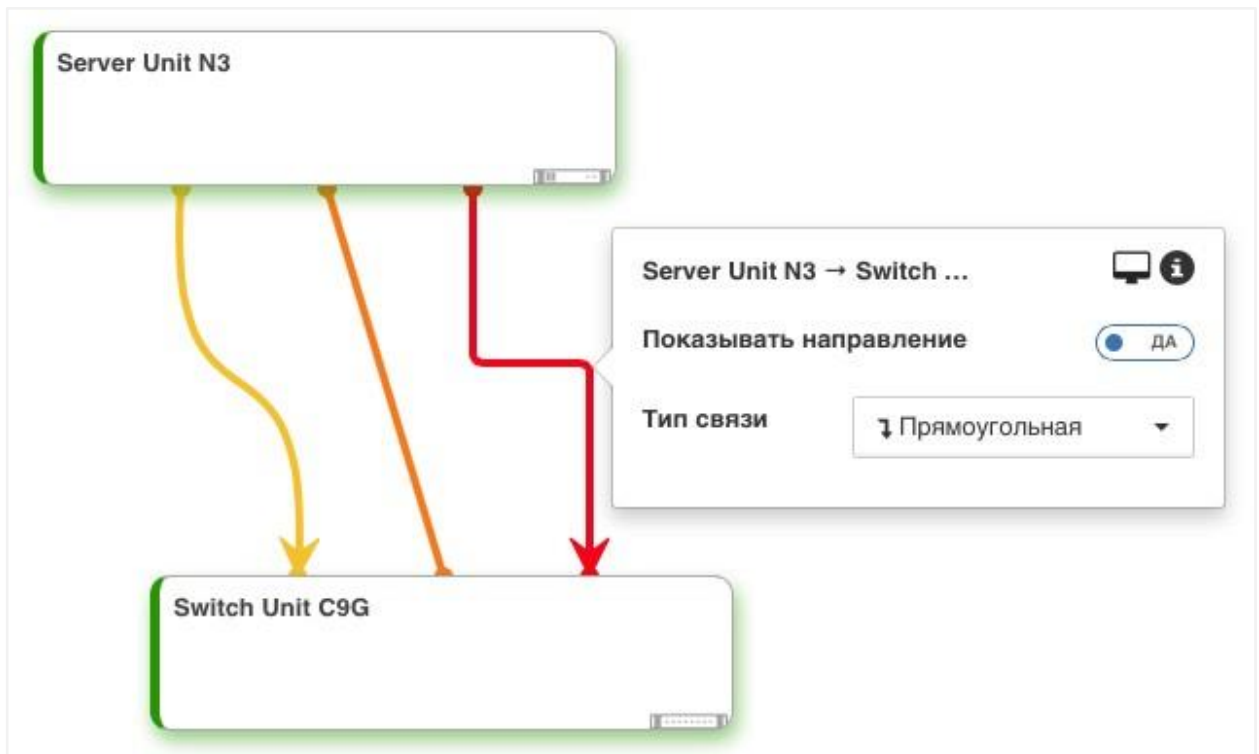 Server Unit N3
Server Unit N3 → Switch ...
Показывать направление
ДА
Тип связи
Прямоугольная
Switch Unit C9G